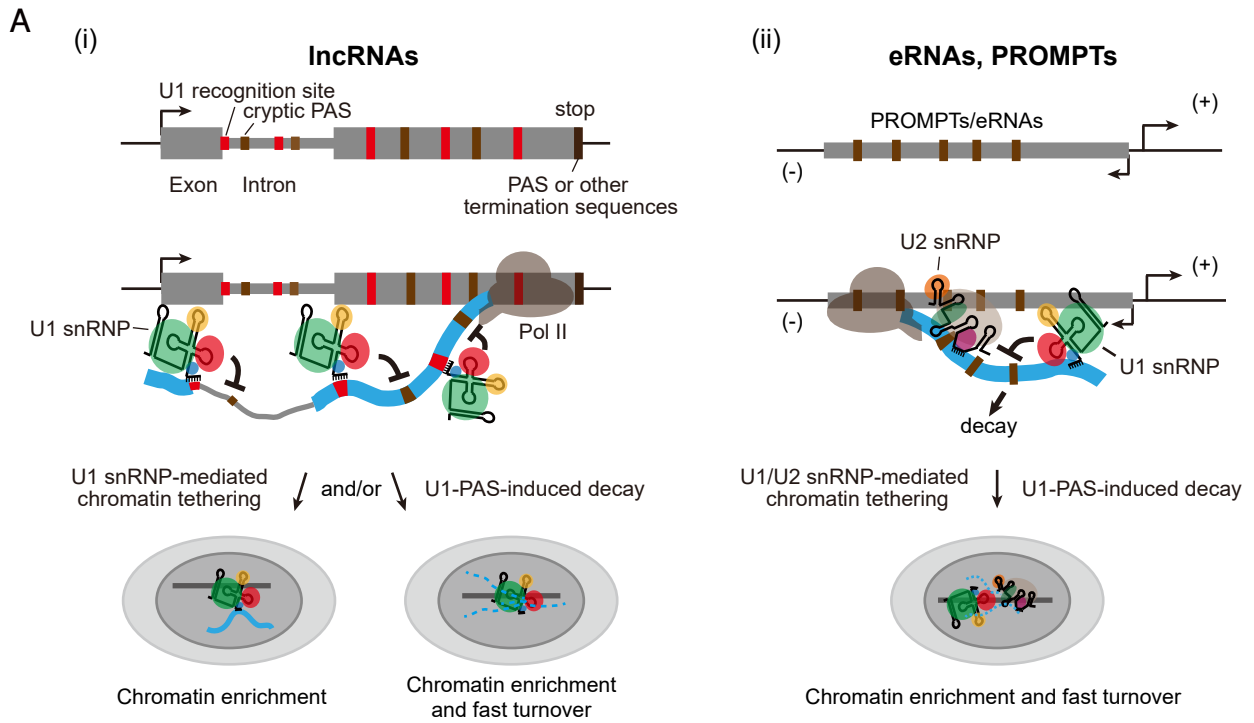 A
(i)
lncRNAs
U1 recognition site
cryptic PAS
stop
Exon
Intron
PAS or other
termination sequences
U1 snRNP
Pol II
U1 snRNP-mediated
chromatin tethering
and/or
U1-PAS-induced decay
Chromatin enrichment
Chromatin enrichment
and fast turnover
(ii)
eRNAs, PROMPTs
(+)
PROMPTs/eRNAs
(-)
U2 snRNP
(+)
(-)
U1 snRNP
decay
U1/U2 snRNP-mediated
chromatin tethering
U1-PAS-induced decay
Chromatin enrichment and fast turnover